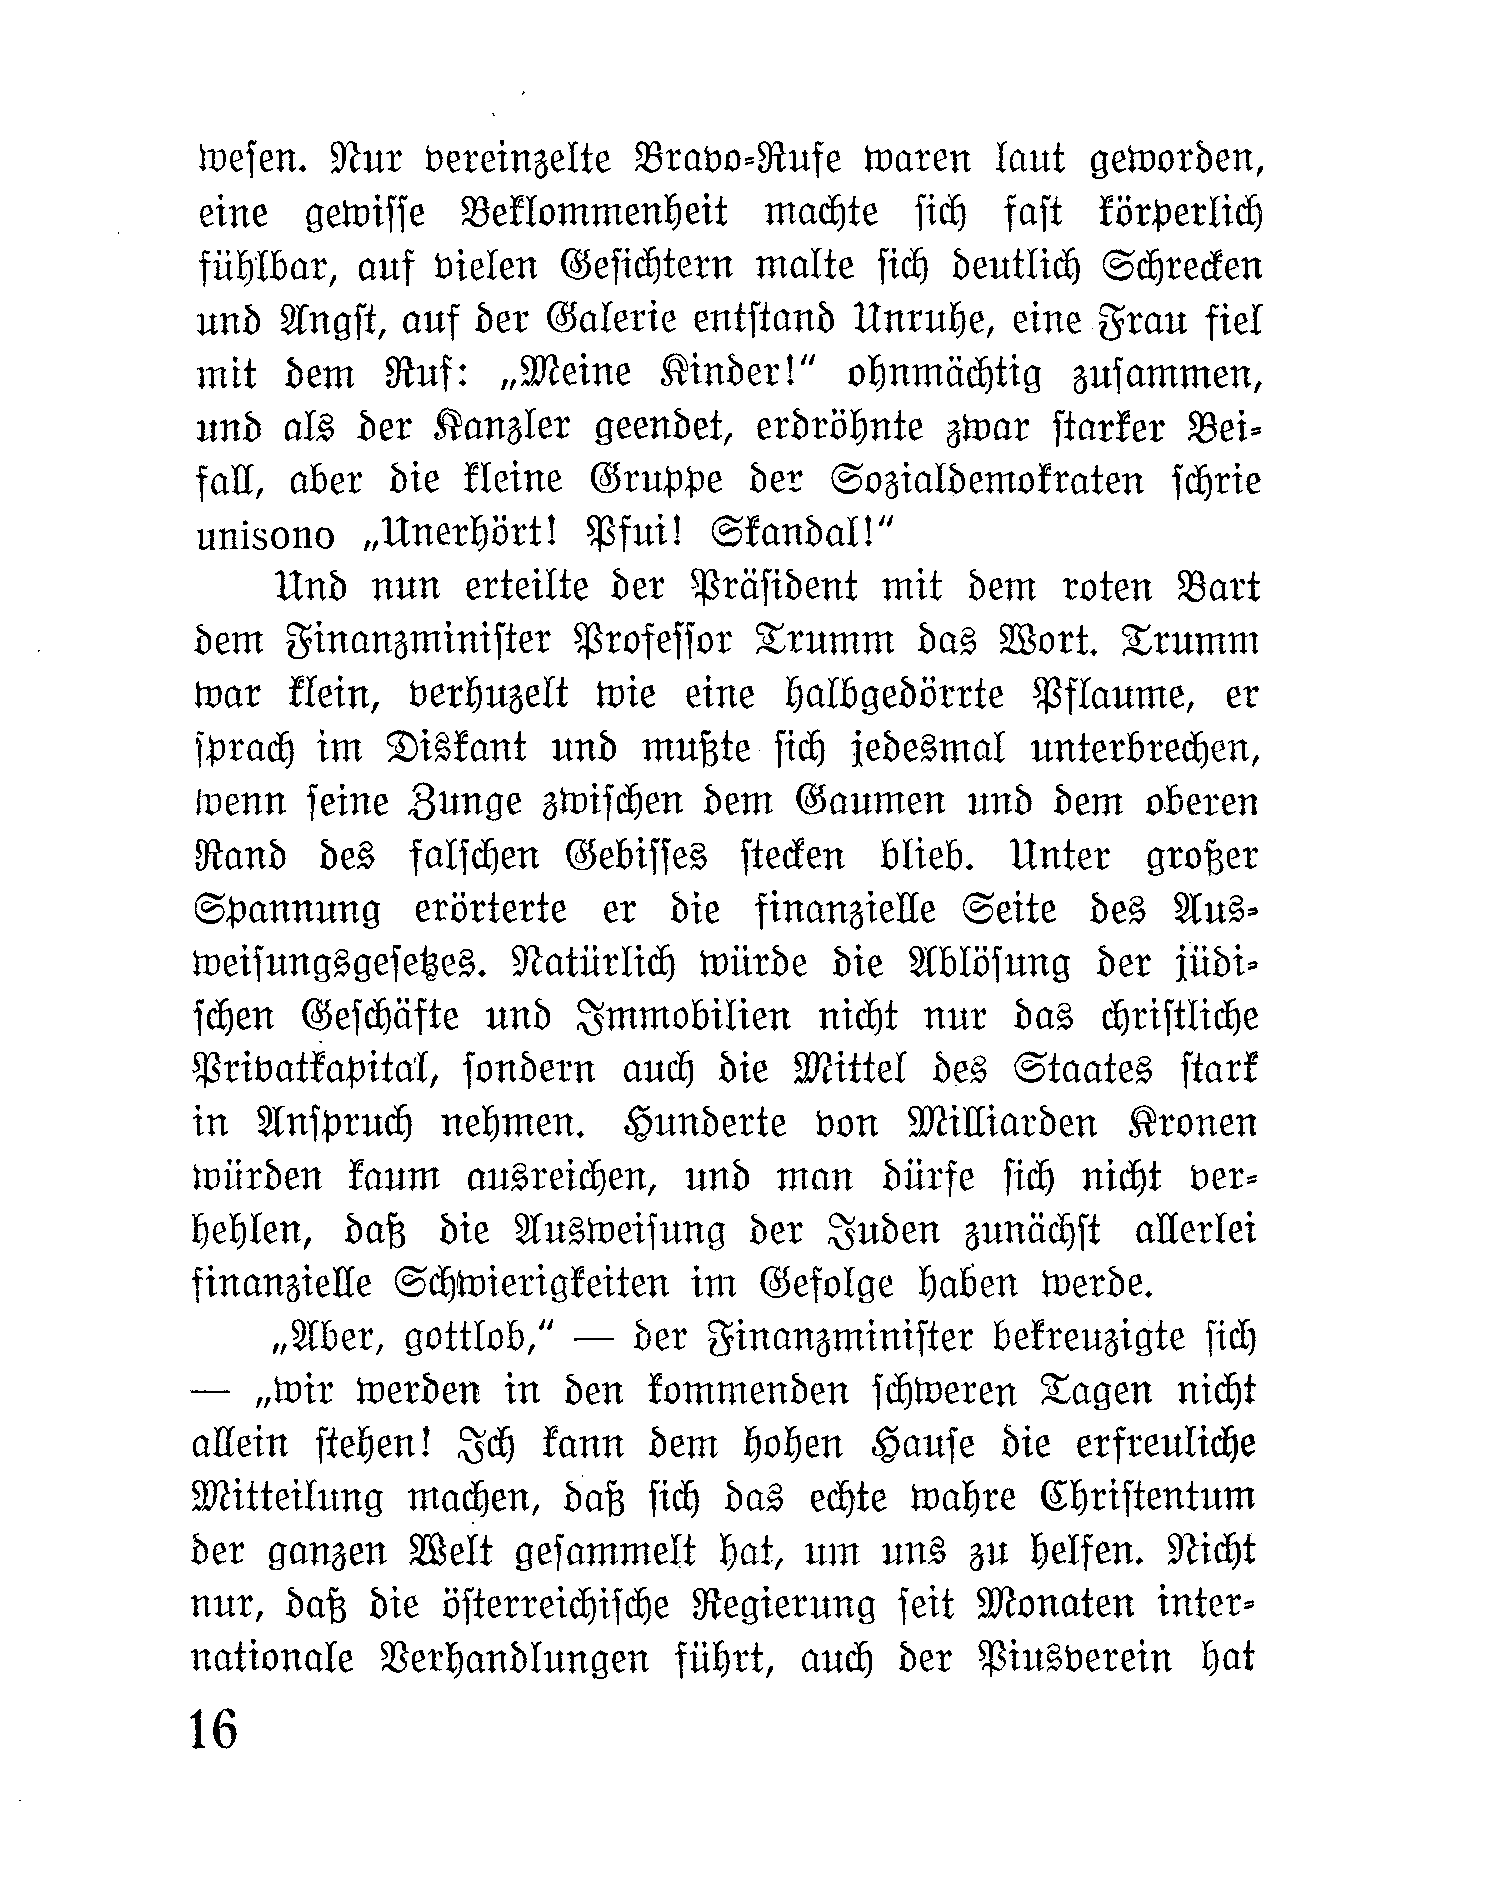 wesen. Nur vereinzelte Bravo-Rufe waren laut geworden,
eine gewisse Beklommenheit machte sich fast körperlich
fühlbar, auf vielen Gesichtern malte sich deutlich Schrecken
und Angst, auf der Galerie entstand Unruhe, eine Frau fiel
mit dem Ruf: „Meine Kinder!“ ohnmächtig zusammen,
und als der Kanzler geendet, erdröhnte zwar starker Bei-
fall, aber die kleine Gruppe der Sozialdemokraten schrie
unisono „Unerhört! Pfui! Skandal!“
Und nun erteilte der Präsident mit dem roten Bart
dem Finanzminister Professor Trumm das Wort. Trumm
war klein, verhuzelt wie eine halbgedörrte Pflaume, er
sprach im Diskant und mußte sich jedesmal unterbrechen,
wenn seine Zunge zwischen dem Gaumen und dem oberen
Rand des falschen Gebisses stecken blieb. Unter großer
Spannung erörterte er die finanzielle Seite des Aus-
weisungsgesetzes. Natürlich würde die Ablösung der jüdi-
schen Geschäfte und Immobilien nicht nur das christliche
Privatkapital, sondern auch die Mittel des Staates stark
in Anspruch nehmen. Hunderte von Milliarden Kronen
würden kaum ausreichen, und man dürfe sich nicht ver-
hehlen, daß die Ausweisung der Juden zunächst allerlei
finanzielle Schwierigkeiten im Gefolge haben werde.
„Aber, gottlob,“ — der Finanzminister bekreuzigte sich
— „wir werden in den kommenden schweren Tagen nicht
allein stehen! Ich kann dem hohen Hause die erfreuliche
Mitteilung machen, daß sich das echte wahre Christentum
der ganzen Welt gesammelt hat, um uns zu helfen. Nicht
nur, daß die österreichische Regierung seit Monaten inter-
nationale Verhandlungen führt, auch der Piusverein hat
16